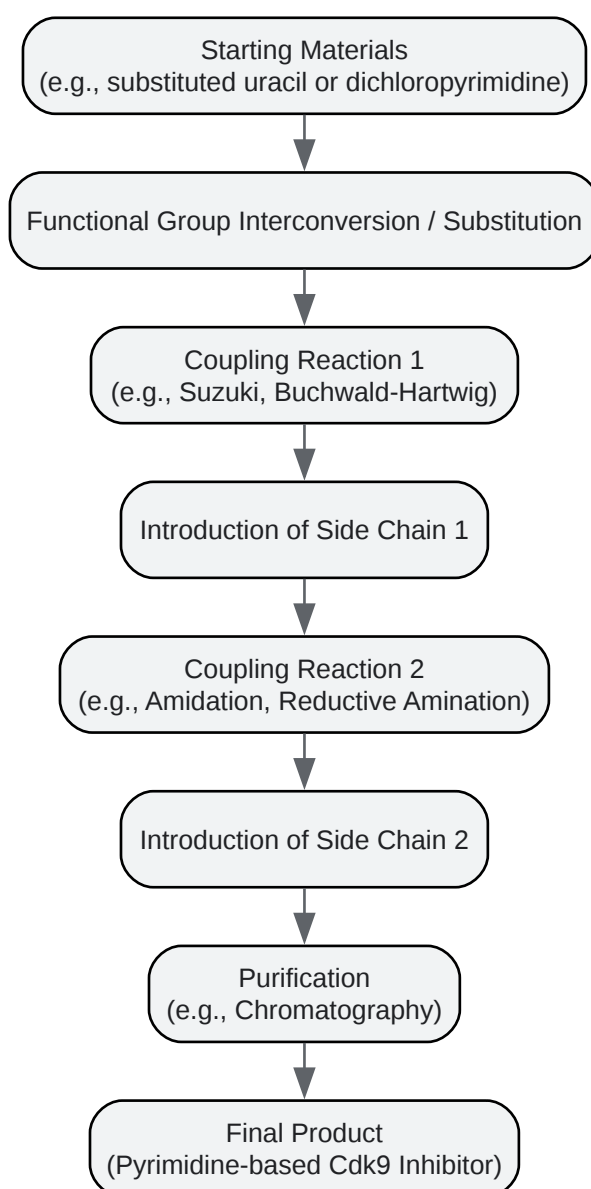 Starting Materials
(e.g., substituted uracil or dichloropyrimidine)
Functional Group Interconversion / Substitution
Coupling Reaction 1
(e.g., Suzuki, Buchwald-Hartwig)
Introduction of Side Chain 1
Coupling Reaction 2
(e.g., Amidation, Reductive Amination)
Introduction of Side Chain 2
Purification
(e.g., Chromatography)
Final Product
(Pyrimidine-based Cdk9 Inhibitor)